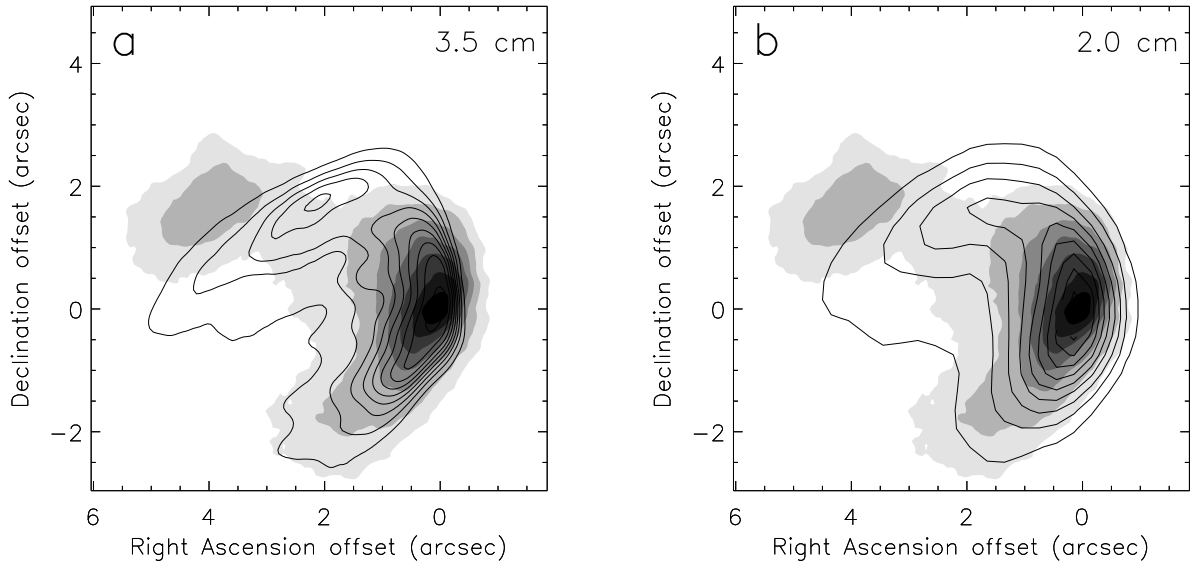 a
3.5 cm
4
2
0
−2
6
4
2
0
Declination offset (arcsec)
Right Ascension offset (arcsec)
b
2.0 cm
4
2
0
−2
6
4
2
0
Declination offset (arcsec)
Right Ascension offset (arcsec)